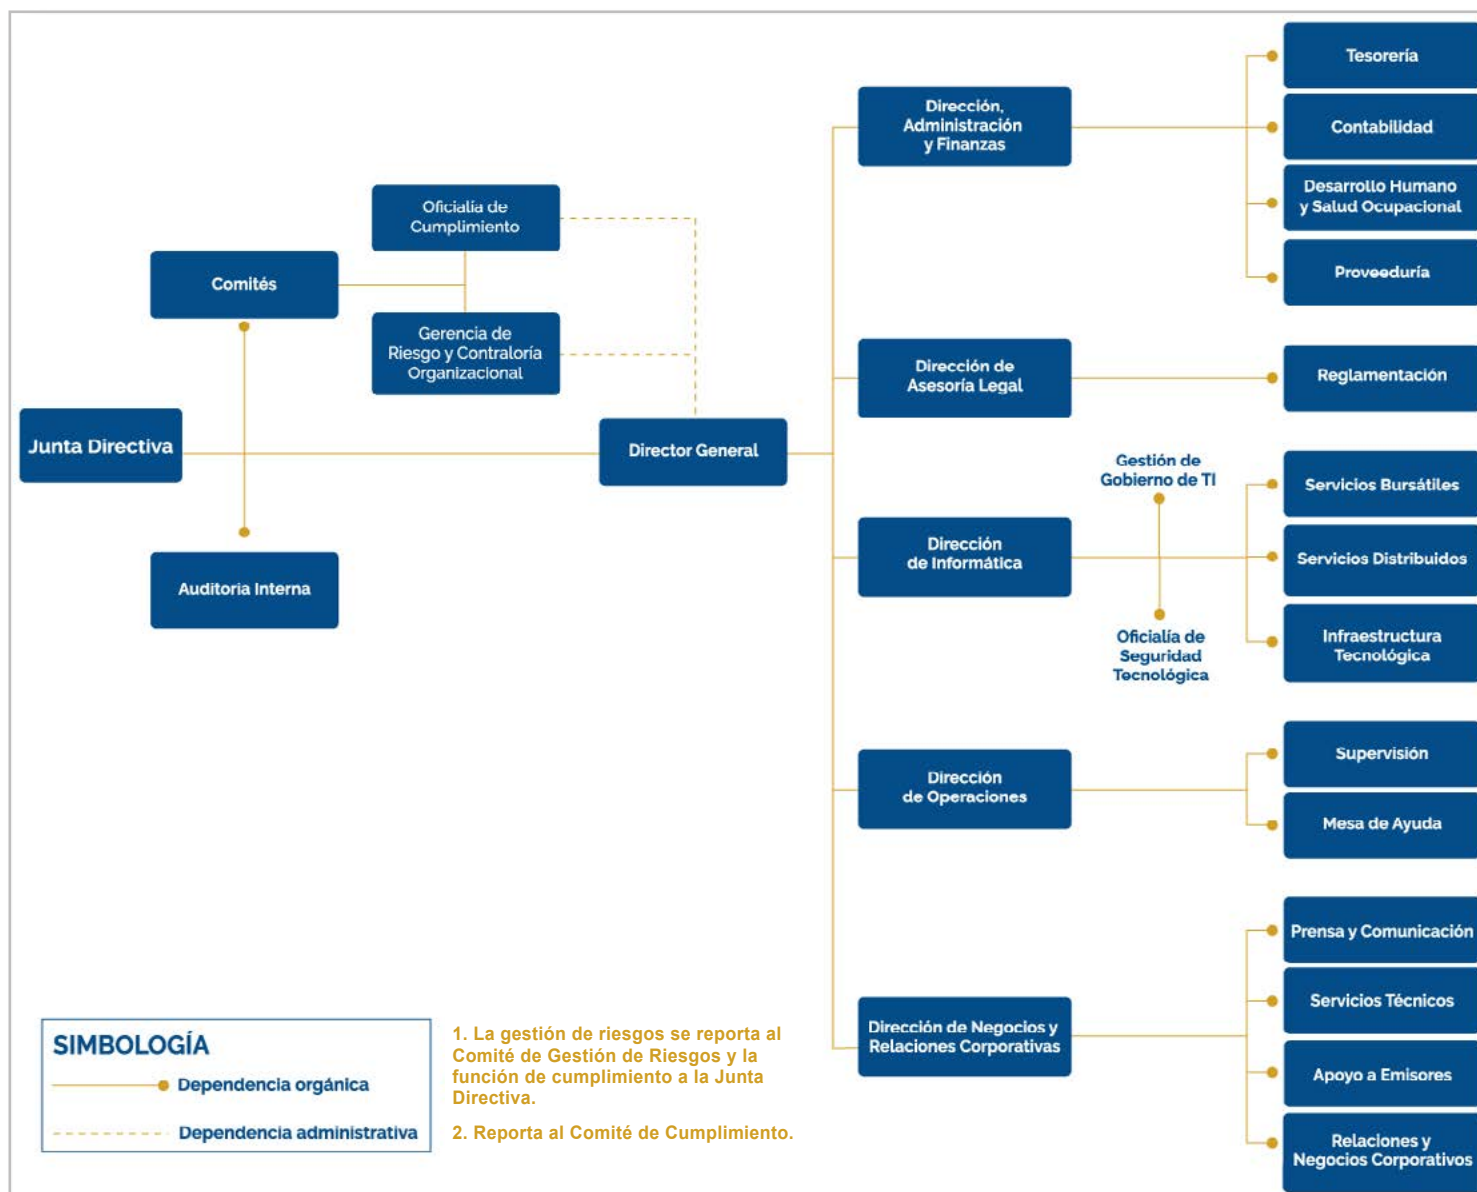 Junta Directiva
Comités
Auditoria Interna
Oficialía de
Cumplimiento
Gerencia de
Riesgo y Contraloría
Organizacional
Director General
Dirección,
Administración
y Finanzas
Tesorería
Contabilidad
Desarrollo Humano
y Salud Ocupacional
Proveeduría
Dirección de
Asesoría Legal
Reglamentación
Dirección
de Informática
Gestión de
Gobierno de TI
Oficialía de
Seguridad
Tecnológica
Servicios Bursátiles
Servicios Distribuidos
Infraestructura
Tecnológica
Dirección
de Operaciones
Supervisión
Mesa de Ayuda
Dirección de Negocios y
Relaciones Corporativas
Prensa y Comunicación
Servicios Técnicos
Apoyo a Emisores
Relaciones y
Negocios Corporativos
SIMBOLOGÍA
Dependencia orgánica
Dependencia administrativa
1. La gestión de riesgos se reporta al
Comité de Gestión de Riesgos y la
función de cumplimiento a la Junta
Directiva.
2. Reporta al Comité de Cumplimiento.